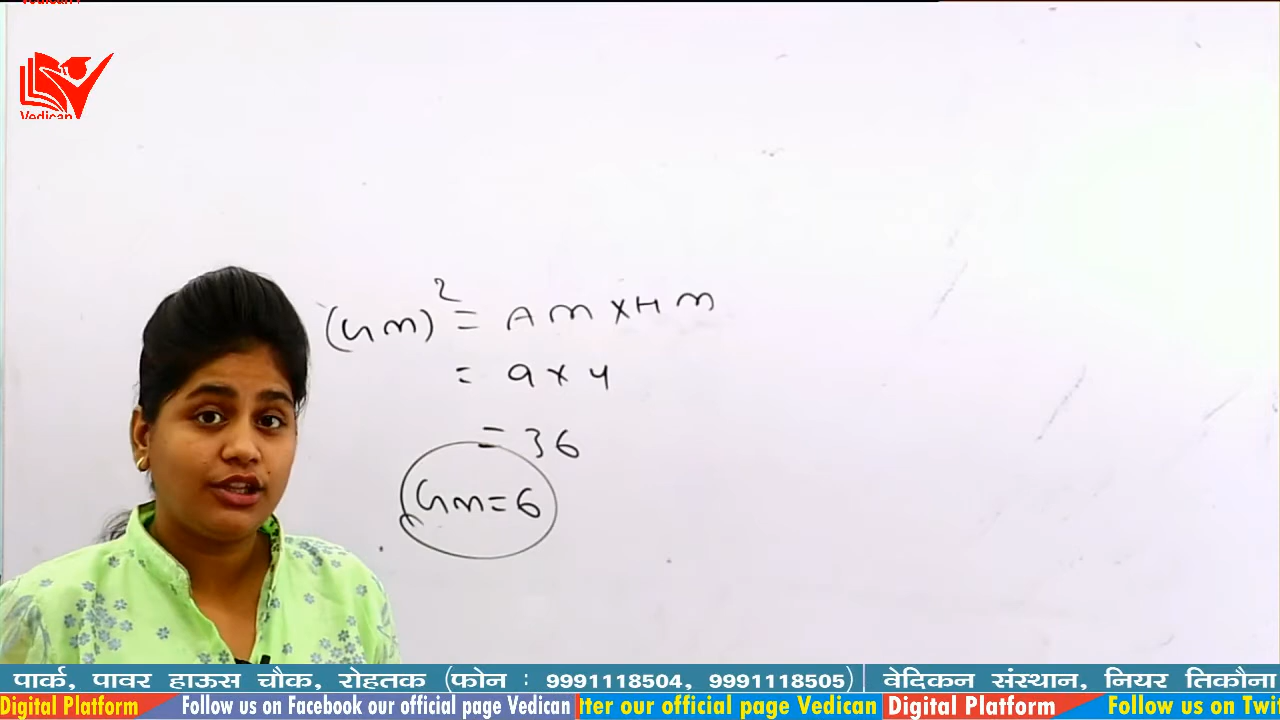 Vedican
(GM)² = AM × HM
= 9 × 4
= 36
GM = 6
पार्क, पावर हाऊस चौक, रोहतक (फोन : 9991118504, 9991118505) | वेदिकन संस्थान, नियर तिकौना
Digital Platform Follow us on Facebook our official page Vedican tter our official page Vedican Digital Platform Follow us on Twi